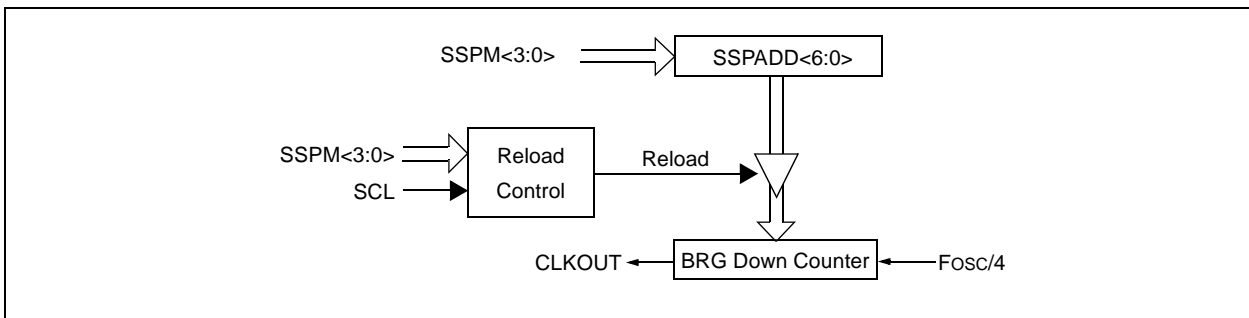 SSPM<3:0>
SSPADD<6:0>
SSPM<3:0>
SCL
Reload
Control
Reload
CLKOUT
BRG Down Counter
FOSC/4